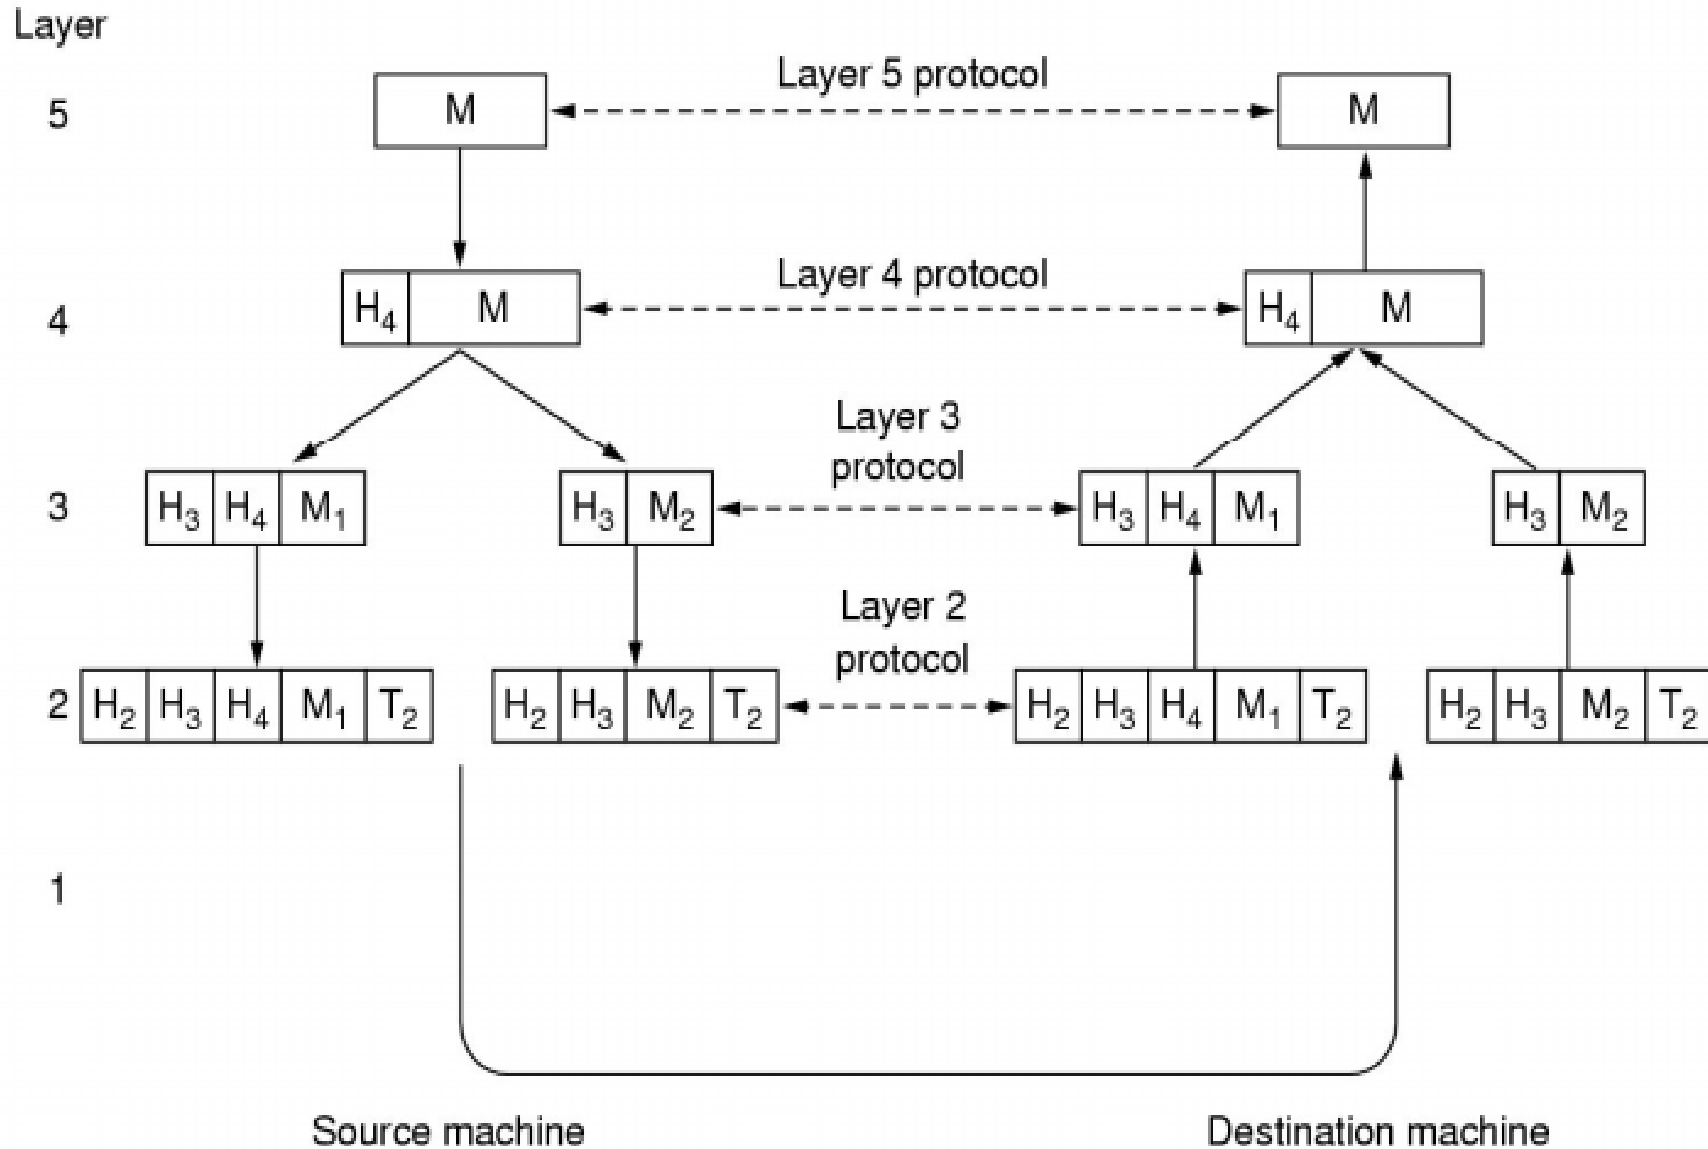 Layer
5
M
Layer 5 protocol
M
4
H₄ M
Layer 4 protocol
H₄ M
3
H₃ H₄ M₁
H₃ M₂
Layer 3
protocol
H₃ H₄ M₁
H₃ M₂
2
H₂ H₃ H₄ M₁ T₂
H₂ H₃ M₂ T₂
Layer 2
protocol
H₂ H₃ H₄ M₁ T₂
H₂ H₃ M₂ T₂
1
Source machine
Destination machine